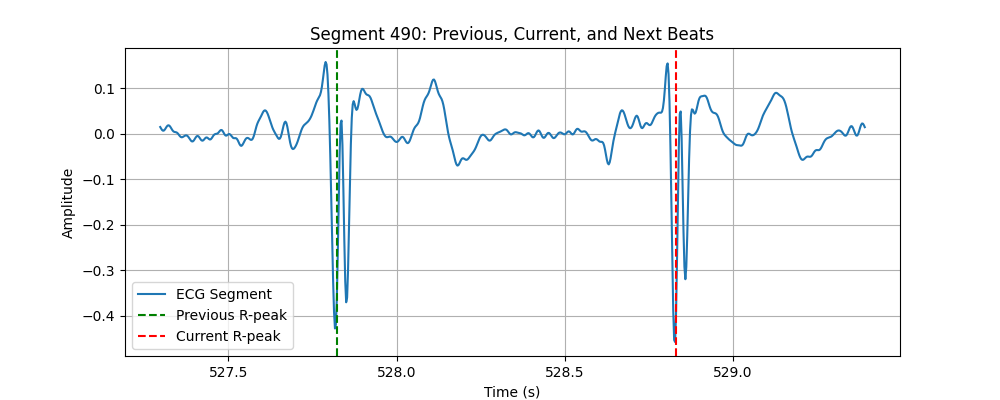 Segment 490: Previous, Current, and Next Beats
Amplitude
0.1
0.0
−0.1
−0.2
−0.3
−0.4
ECG Segment
Previous R-peak
Current R-peak
527.5
528.0
528.5
529.0
Time (s)